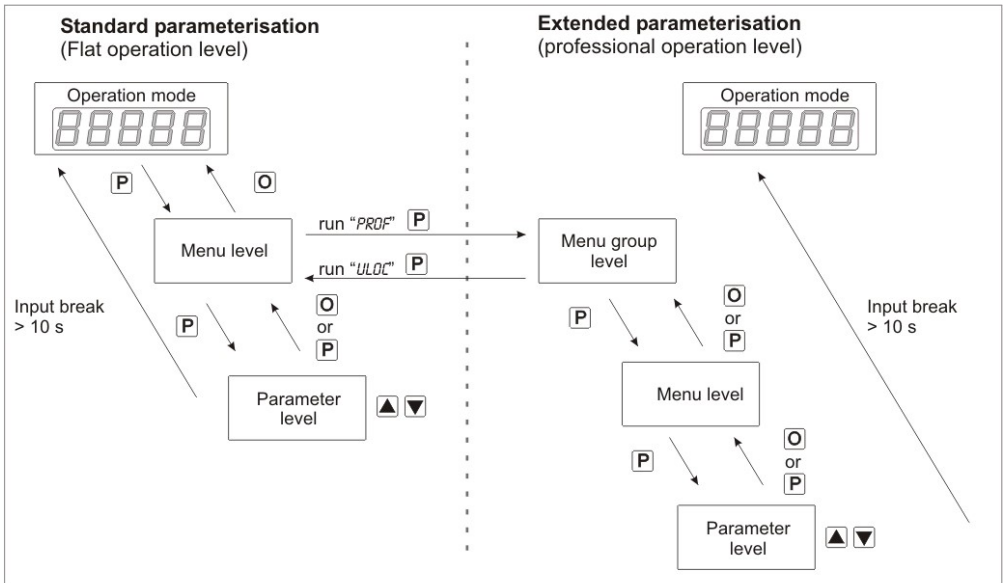 Standard parameterisation
(Flat operation level)
Operation mode
88888
P
O
Menu level
run "PROF" P
run "ULOC" P
Input break
> 10 s
P
O
or
P
Parameter
level
▲ ▼
Extended parameterisation
(professional operation level)
Operation mode
88888
Menu group
level
P
O
or
P
Input break
> 10 s
Menu level
P
O
or
P
Parameter
level
▲ ▼